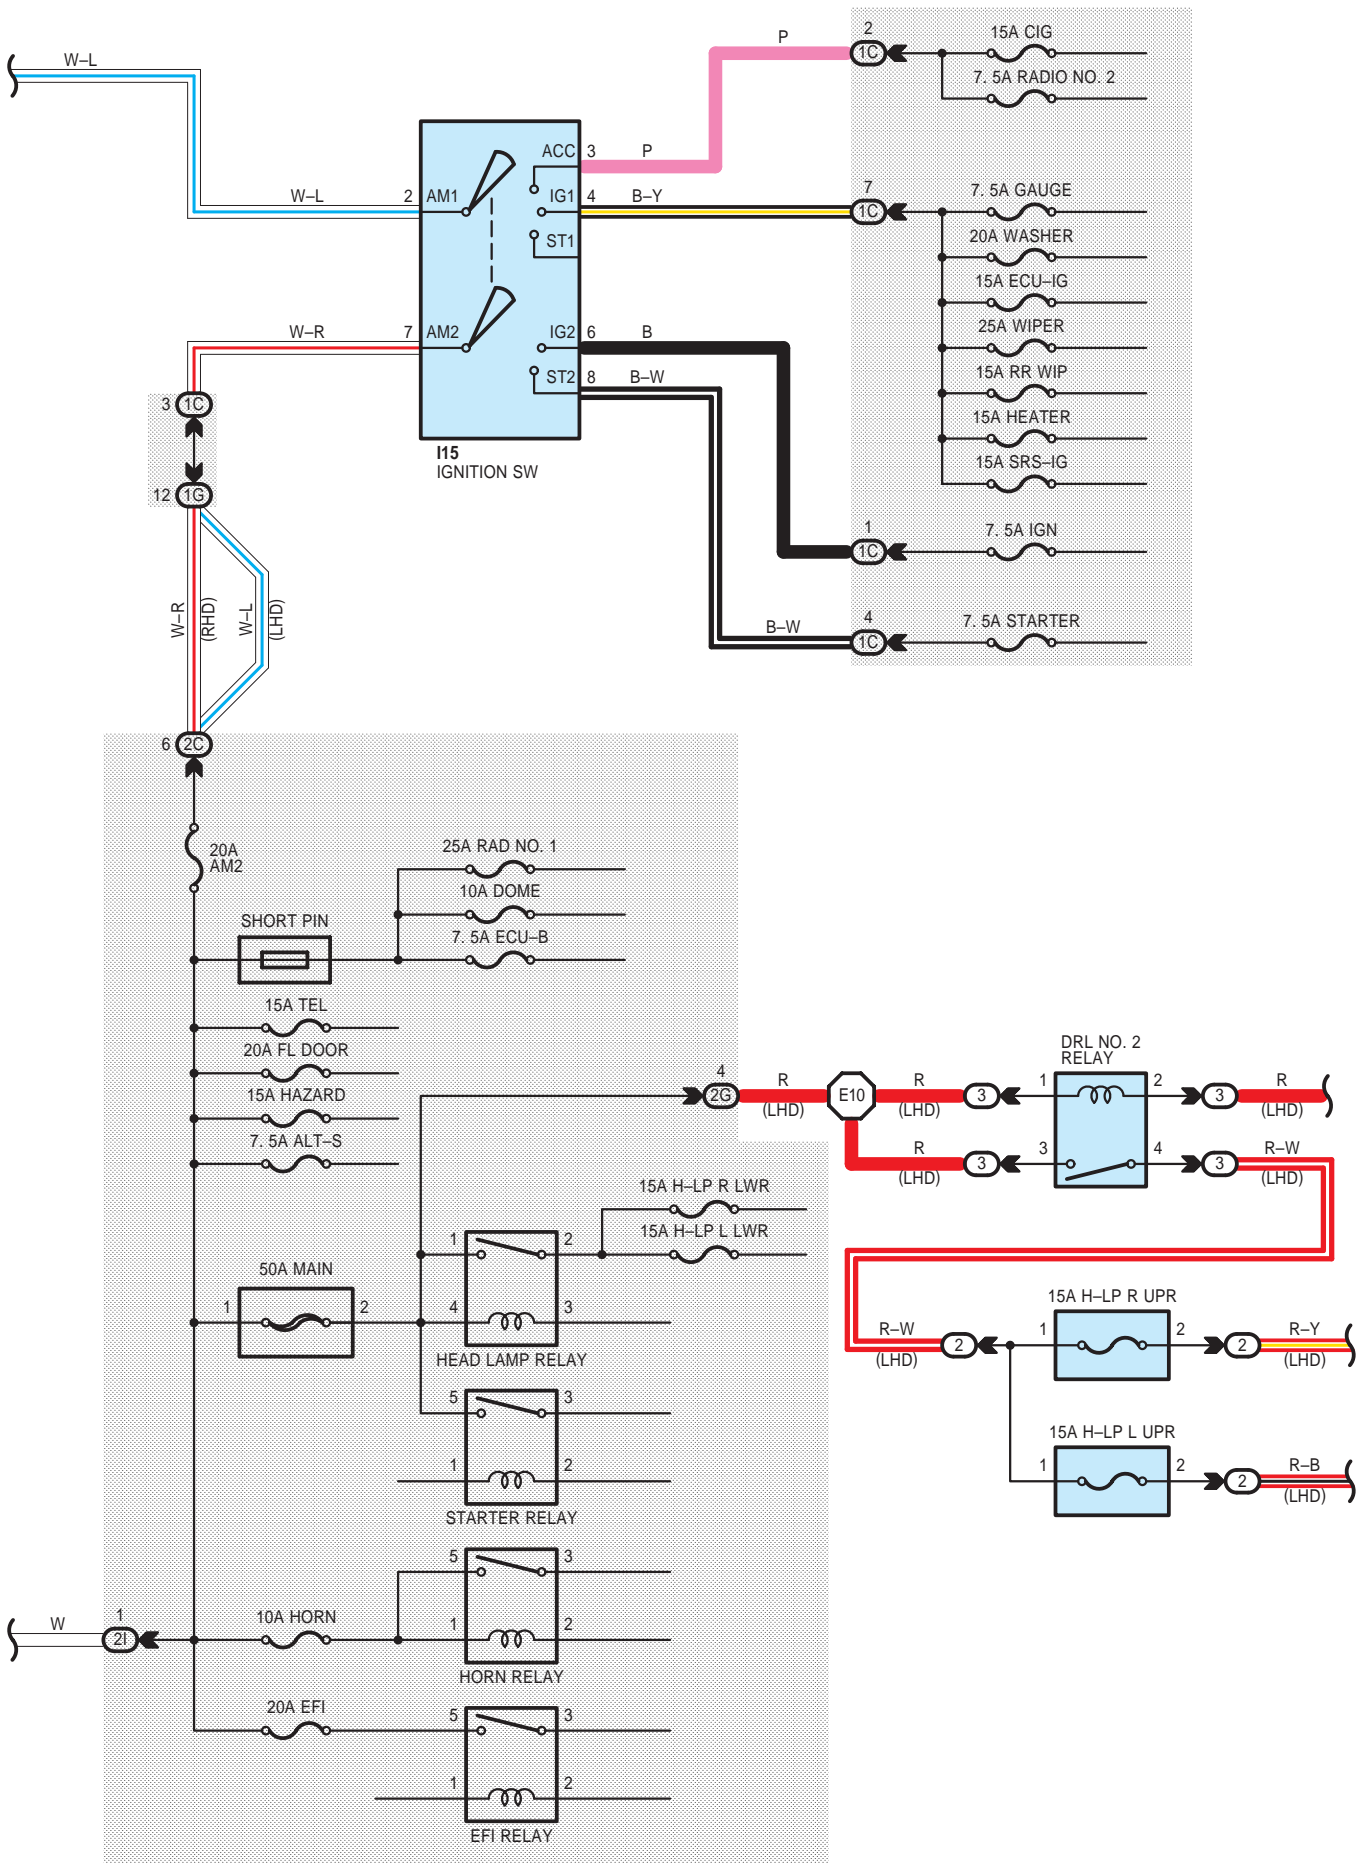 W–L
P
2
1C
15A CIG
7. 5A RADIO NO. 2
W–L
2
AM1
ACC
3
P
IG1
4
B–Y
7
1C
7. 5A GAUGE
ST1
20A WASHER
15A ECU–IG
25A WIPER
15A RR WIP
15A HEATER
15A SRS–IG
W–R
7
AM2
IG2
6
B
ST2
8
B–W
I15
IGNITION SW
3
1C
12
1G
1
1C
7. 5A IGN
B–W
4
1C
7. 5A STARTER
W–R
(RHD)
W–L
(LHD)
6
2C
20A
AM2
25A RAD NO. 1
10A DOME
7. 5A ECU–B
SHORT PIN
15A TEL
20A FL DOOR
15A HAZARD
7. 5A ALT–S
4
2G
R
(LHD)
E10
R
(LHD)
3
DRL NO. 2
RELAY
1
2
3
R
(LHD)
R
(LHD)
3
3
4
3
R–W
(LHD)
15A H–LP R LWR
15A H–LP L LWR
1
2
50A MAIN
1
2
4
3
HEAD LAMP RELAY
R–W
(LHD)
2
15A H–LP R UPR
1
2
2
R–Y
(LHD)
5
3
1
2
STARTER RELAY
15A H–LP L UPR
1
2
2
R–B
(LHD)
W
1
2I
10A HORN
5
3
1
2
HORN RELAY
20A EFI
5
3
1
2
EFI RELAY